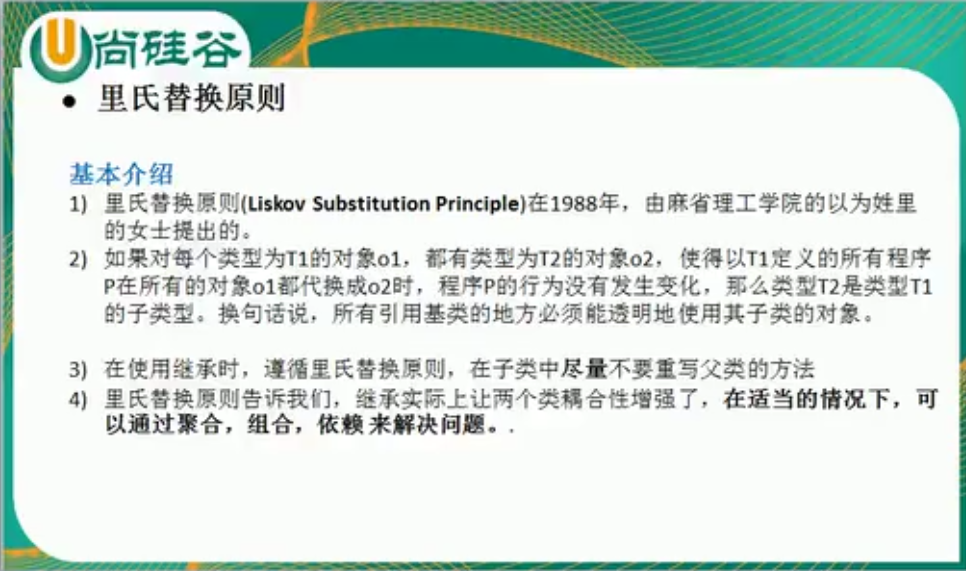 尚硅谷
● 里氏替换原则
基本介绍
1) 里氏替换原则(Liskov Substitution Principle)在1988年，由麻省理工学院的以为姓里
的女士提出的。
2) 如果对每个类型为T1的对象o1，都有类型为T2的对象o2，使得以T1定义的所有程序
P在所有的对象o1都代换成o2时，程序P的行为没有发生变化，那么类型T2是类型T1
的子类型。换句话说，所有引用基类的地方必须能透明地使用其子类的对象。
3) 在使用继承时，遵循里氏替换原则，在子类中尽量不要重写父类的方法
4) 里氏替换原则告诉我们，继承实际上让两个类耦合性增强了，在适当的情况下，可
以通过聚合，组合，依赖 来解决问题。.